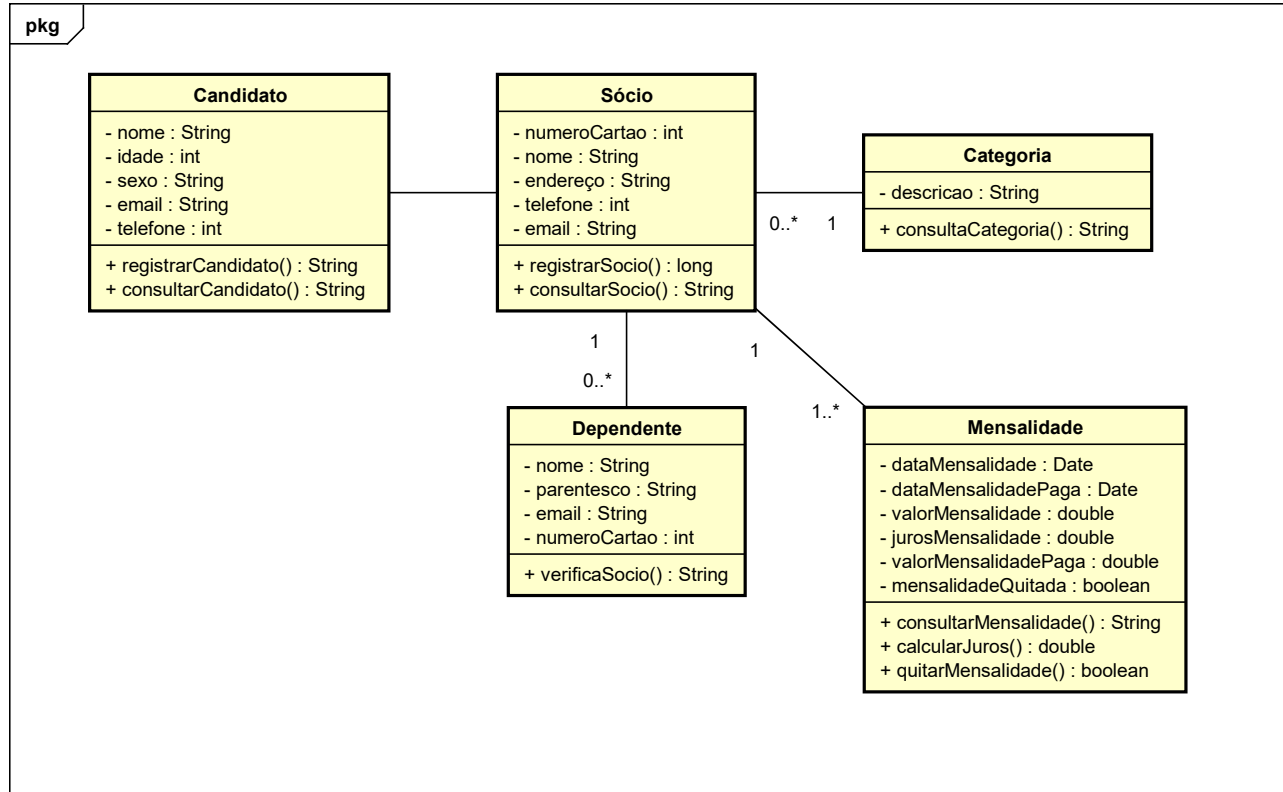 pkg
Candidato
- nome : String
- idade : int
- sexo : String
- email : String
- telefone : int
+ registrarCandidato() : String
+ consultarCandidato() : String
Sócio
- numeroCartao : int
- nome : String
- endereço : String
- telefone : int
- email : String
+ registrarSocio() : long
+ consultarSocio() : String
Categoria
- descricao : String
+ consultaCategoria() : String
0..*
1
1
0..*
1
1..*
Dependente
- nome : String
- parentesco : String
- email : String
- numeroCartao : int
+ verificaSocio() : String
Mensalidade
- dataMensalidade : Date
- dataMensalidadePaga : Date
- valorMensalidade : double
- jurosMensalidade : double
- valorMensalidadePaga : double
- mensalidadeQuitada : boolean
+ consultarMensalidade() : String
+ calcularJuros() : double
+ quitarMensalidade() : boolean